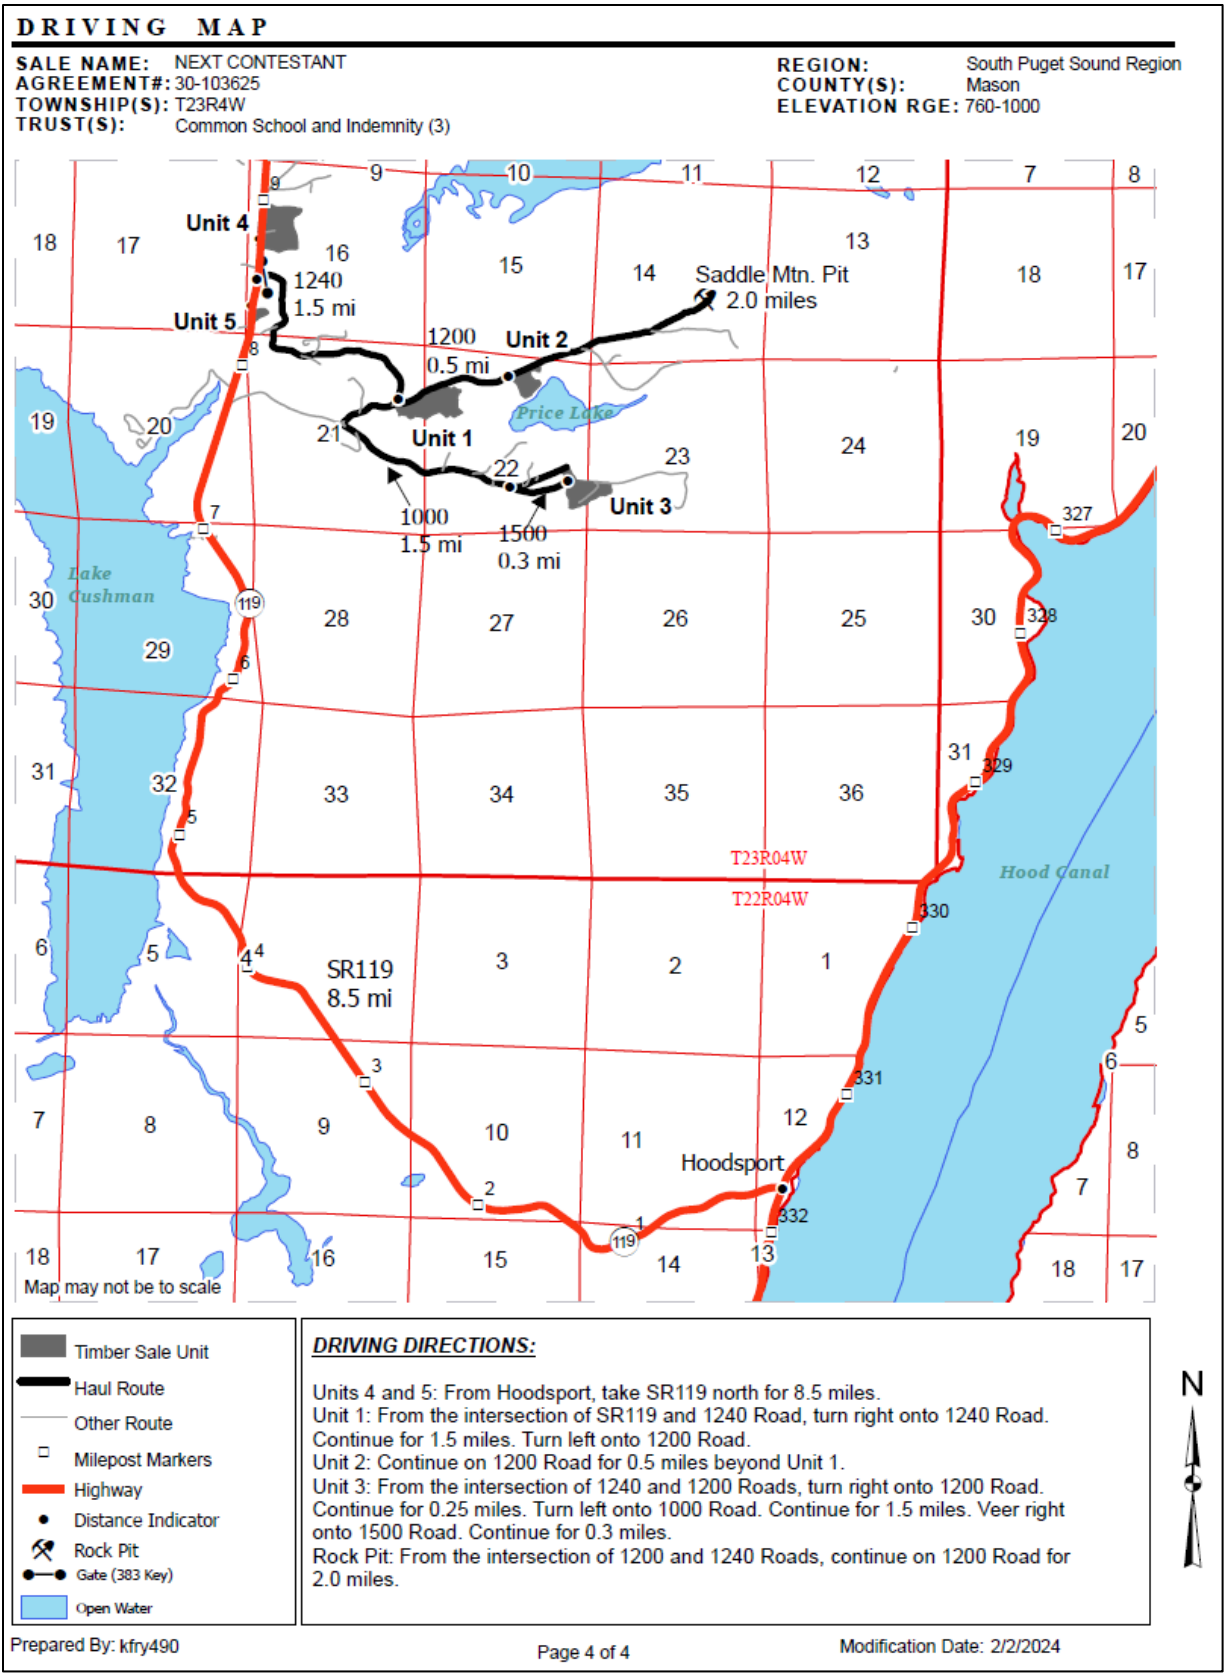 DRIVING MAP
SALE NAME: NEXT CONTESTANT
AGREEMENT#: 30-103625
TOWNSHIP(S): T23R4W
TRUST(S): Common School and Indemnity (3)
REGION: South Puget Sound Region
COUNTY(S): Mason
ELEVATION RGE: 760-1000
9
9 10 11 12 7 8
Unit 4
18 17 16 15 14 13 18 17
Saddle Mtn. Pit
2.0 miles
1240
1.5 mi
Unit 5
8
1200
0.5 mi
Unit 2
Price Lake
19 20 21 Unit 1 22 23 24 19 20
Unit 3
1000
1.5 mi
1500
0.3 mi
7
327
Lake
Cushman
30 29 119 28 27 26 25 30 328
6
31 32 33 34 35 36 31 329
5
T23R04W
T22R04W
Hood Canal
330
6 5 4 4 3 2 1 5
SR119
8.5 mi
6
3
331
7 8 9 10 11 12 8
Hoodsport
7
2
332
1
119
18 17 16 15 14 13 18 17
Map may not be to scale
Timber Sale Unit
Haul Route
Other Route
Milepost Markers
Highway
Distance Indicator
Rock Pit
Gate (383 Key)
Open Water
DRIVING DIRECTIONS:
Units 4 and 5: From Hoodsport, take SR119 north for 8.5 miles.
Unit 1: From the intersection of SR119 and 1240 Road, turn right onto 1240 Road.
Continue for 1.5 miles. Turn left onto 1200 Road.
Unit 2: Continue on 1200 Road for 0.5 miles beyond Unit 1.
Unit 3: From the intersection of 1240 and 1200 Roads, turn right onto 1200 Road.
Continue for 0.25 miles. Turn left onto 1000 Road. Continue for 1.5 miles. Veer right
onto 1500 Road. Continue for 0.3 miles.
Rock Pit: From the intersection of 1200 and 1240 Roads, continue on 1200 Road for
2.0 miles.
N
Prepared By: kfry490
Page 4 of 4
Modification Date: 2/2/2024